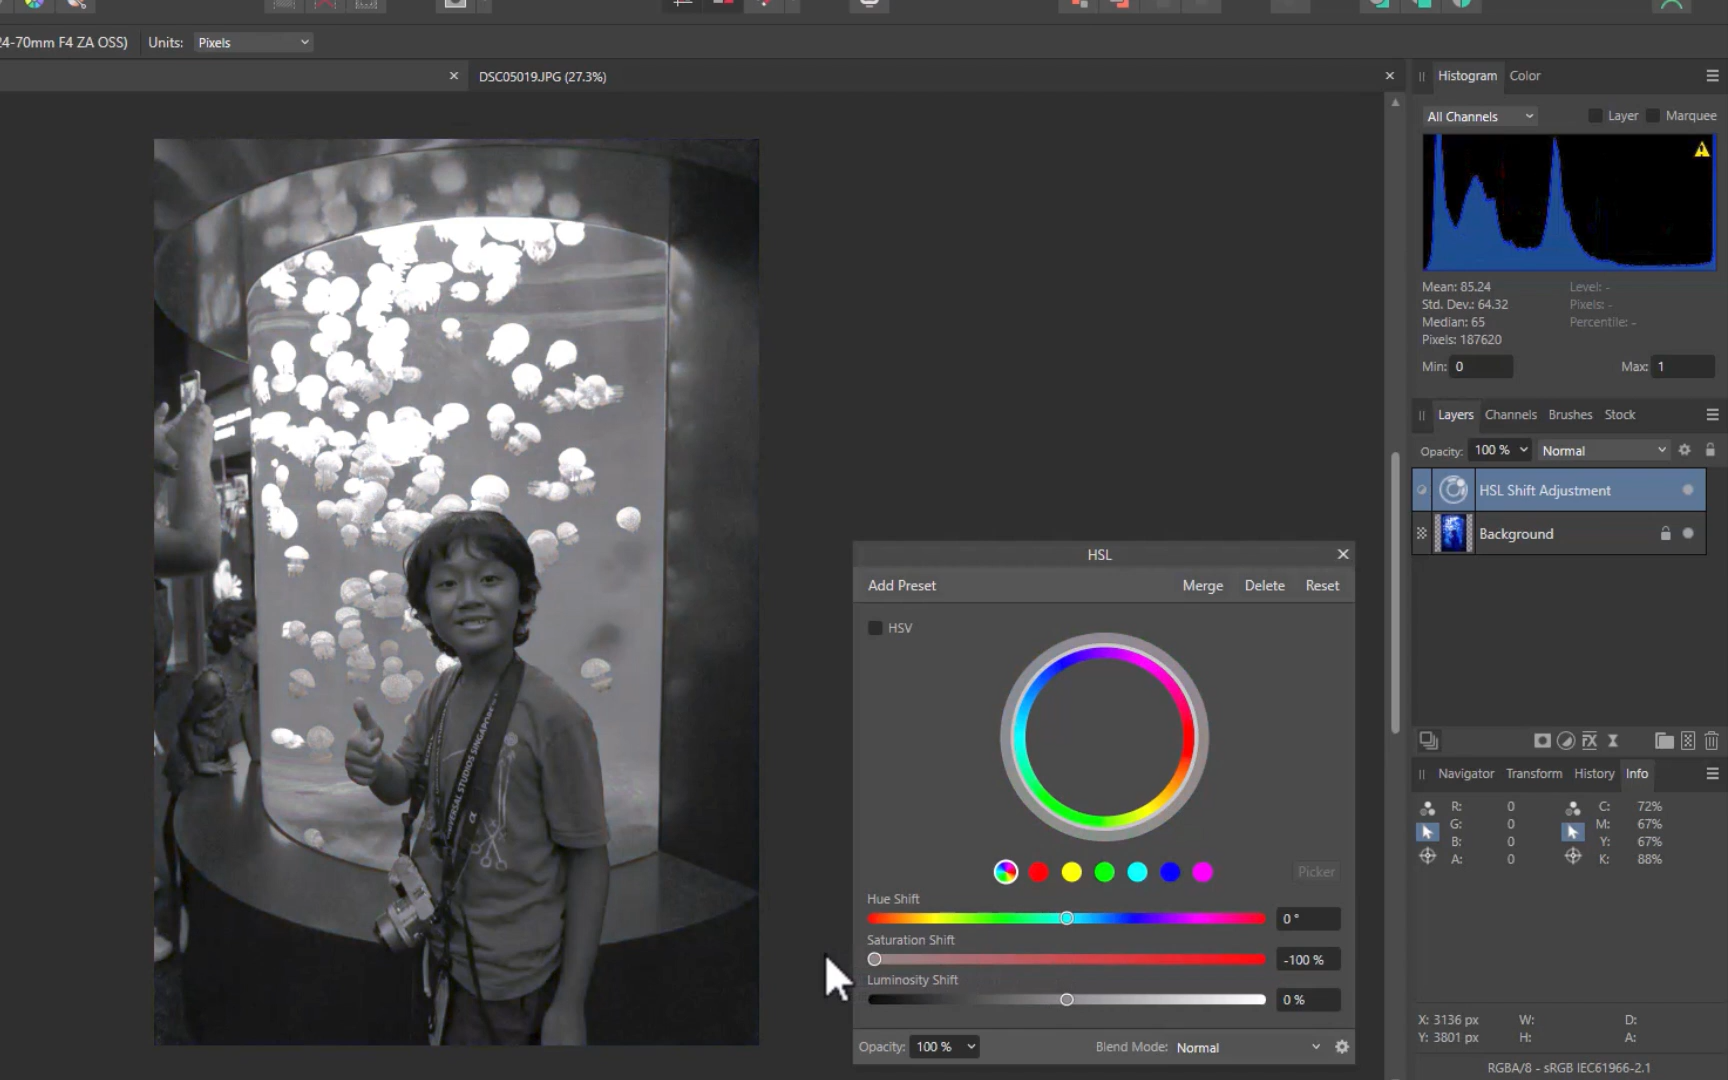 24-70mm F4 ZA OSS)
Units:
Pixels
DSC05019.JPG (27.3%)
Histogram
Color
All Channels
Layer
Marquee
Mean: 85.24
Level: -
Std. Dev.: 64.32
Pixels: -
Median: 65
Percentile: -
Pixels: 187620
Min: 0
Max: 1
Layers
Channels
Brushes
Stock
Opacity:
100 %
Normal
HSL Shift Adjustment
Background
HSL
Add Preset
Merge
Delete
Reset
HSV
UNIVERSAL STUDIOS SINGAPORE
Picker
Hue Shift
0 °
Saturation Shift
-100 %
Luminosity Shift
0 %
Opacity:
100 %
Blend Mode: Normal
Navigator
Transform
History
Info
R: 0
C: 72%
G: 0
M: 67%
B: 0
Y: 67%
A: 0
K: 88%
X: 3136 px
W:
D:
Y: 3801 px
H:
A:
RGBA/8 - sRGB IEC61966-2.1